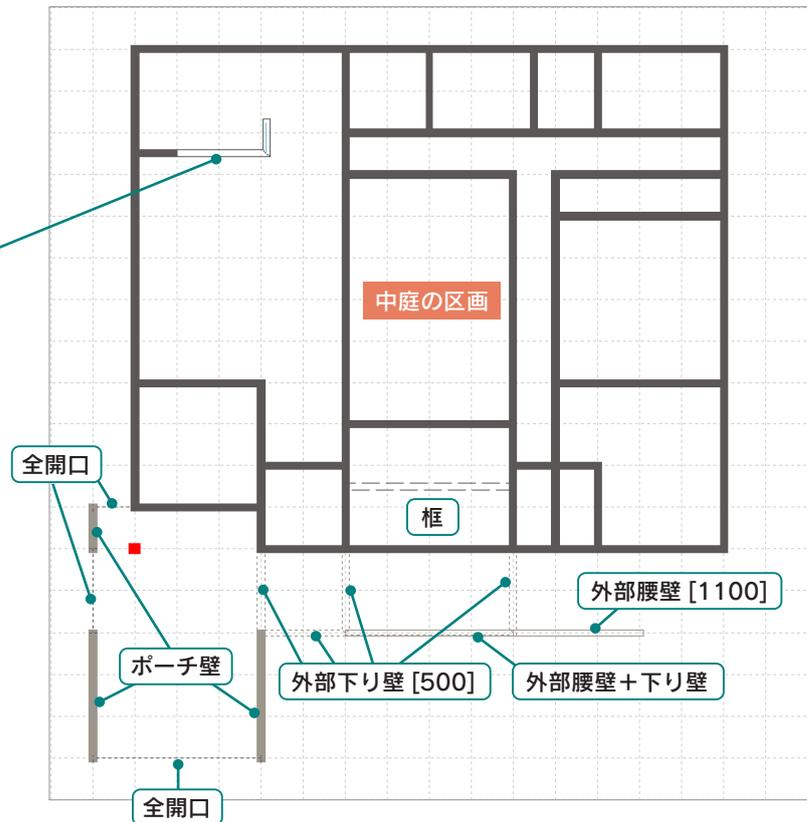 中庭の区画
全開口
框
外部腰壁 [1100]
ポーチ壁
外部下り壁 [500]
外部腰壁＋下り壁
全開口